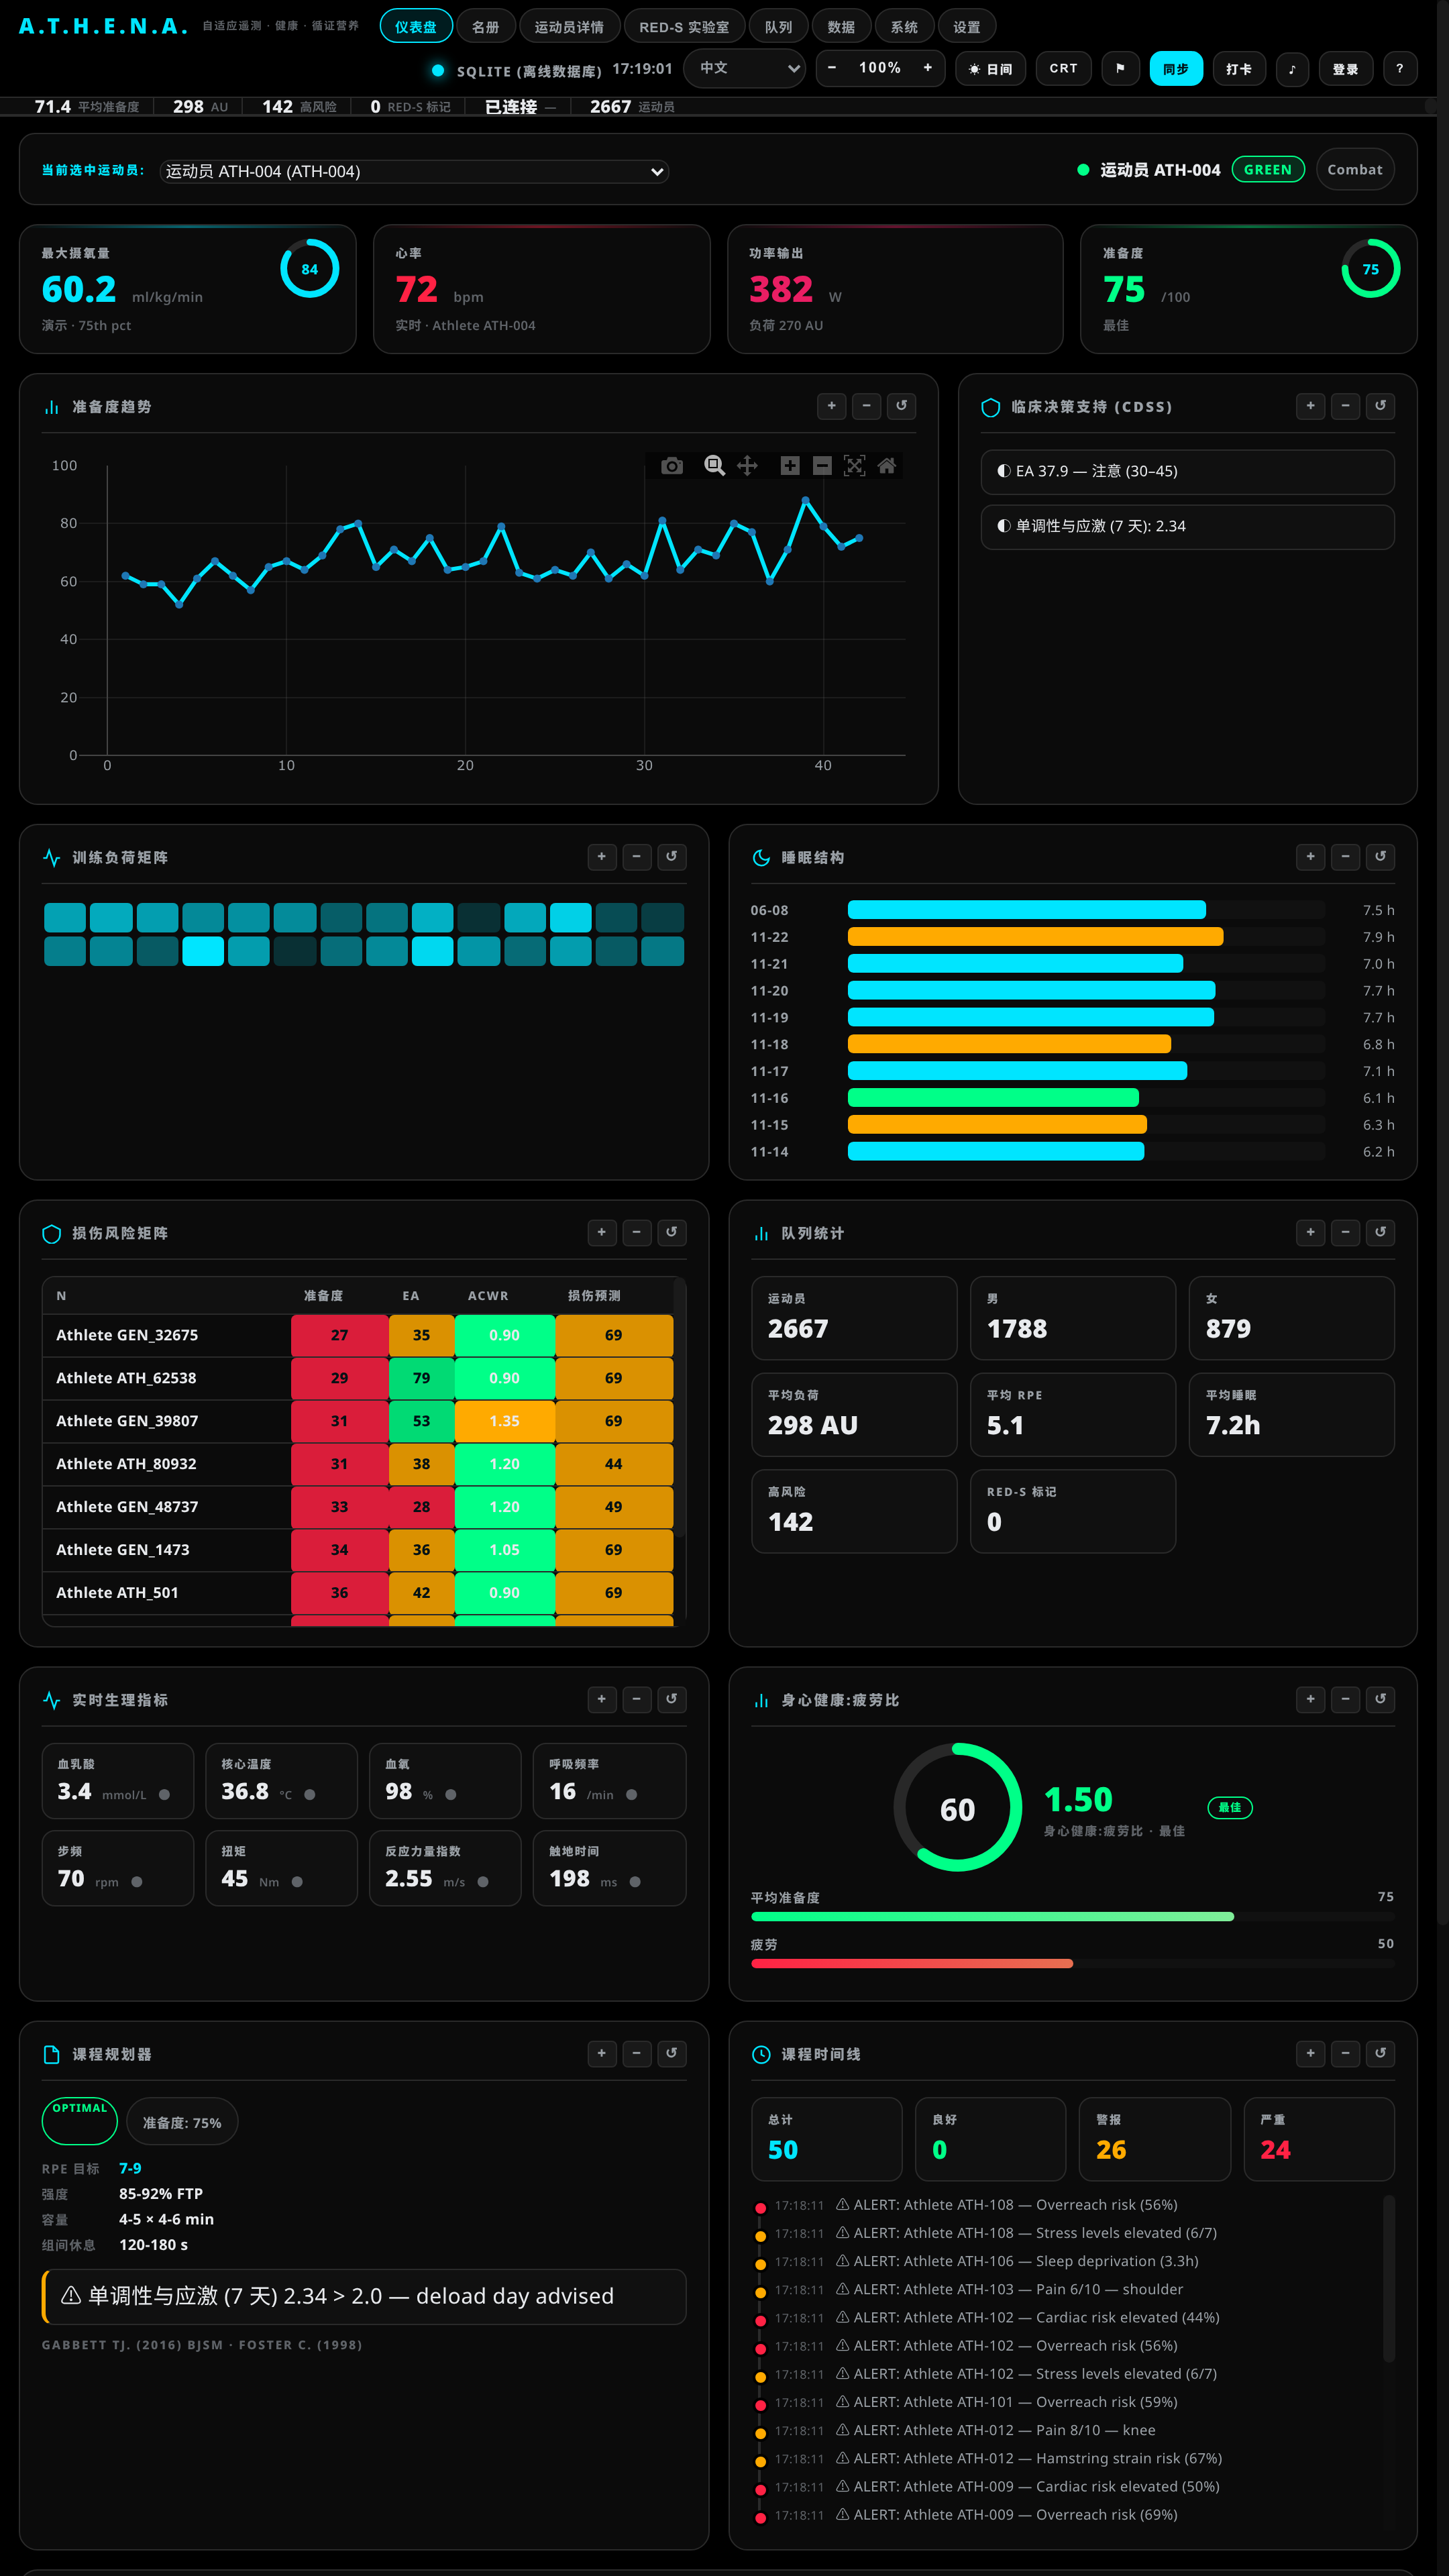 A.T.H.E.N.A. 自适应遥测 · 健康 · 循证营养 仪表盘 名册 运动员详情 RED-S 实验室 队列 数据 系统 设置
SQLITE (离线数据库) 17:19:01 中文 − 100% + ☀ 日间 CRT ⚑ 同步 打卡 ♪ 登录 ?
71.4 平均准备度 298 AU 142 高风险 0 RED-S 标记 已连接 — 2667 运动员
当前选中运动员: 运动员 ATH-004 (ATH-004) 运动员 ATH-004 GREEN Combat
最大摄氧量
60.2 ml/kg/min
演示 · 75th pct
84
心率
72 bpm
实时 · Athlete ATH-004
功率输出
382 W
负荷 270 AU
准备度
75 /100
最佳
75
准备度趋势 + − ↺
100
80
60
40
20
0
0 10 20 30 40
临床决策支持 (CDSS) + − ↺
◐ EA 37.9 — 注意 (30–45)
◐ 单调性与应激 (7 天): 2.34
训练负荷矩阵 + − ↺
睡眠结构 + − ↺
06-08 7.5 h
11-22 7.9 h
11-21 7.0 h
11-20 7.7 h
11-19 7.7 h
11-18 6.8 h
11-17 7.1 h
11-16 6.1 h
11-15 6.3 h
11-14 6.2 h
损伤风险矩阵 + − ↺
N 准备度 EA ACWR 损伤预测
Athlete GEN_32675 27 35 0.90 69
Athlete ATH_62538 29 79 0.90 69
Athlete GEN_39807 31 53 1.35 69
Athlete ATH_80932 31 38 1.20 44
Athlete GEN_48737 33 28 1.20 49
Athlete GEN_1473 34 36 1.05 69
Athlete ATH_501 36 42 0.90 69
队列统计 + − ↺
运动员 男 女
2667 1788 879
平均负荷 平均 RPE 平均睡眠
298 AU 5.1 7.2h
高风险 RED-S 标记
142 0
实时生理指标 + − ↺
血乳酸 核心温度 血氧 呼吸频率
3.4 mmol/L 36.8 °C 98 % 16 /min
步频 扭矩 反应力量指数 触地时间
70 rpm 45 Nm 2.55 m/s 198 ms
身心健康:疲劳比 + − ↺
60
1.50
身心健康:疲劳比 · 最佳
最佳
平均准备度 75
疲劳 50
课程规划器 + − ↺
OPTIMAL 准备度: 75%
RPE 目标 7-9
强度 85-92% FTP
容量 4-5 × 4-6 min
组间休息 120-180 s
⚠ 单调性与应激 (7 天) 2.34 > 2.0 — deload day advised
GABBETT TJ. (2016) BJSM · FOSTER C. (1998)
课程时间线 + − ↺
总计 良好 警报 严重
50 0 26 24
17:18:11 ⚠ ALERT: Athlete ATH-108 — Overreach risk (56%)
17:18:11 ⚠ ALERT: Athlete ATH-108 — Stress levels elevated (6/7)
17:18:11 ⚠ ALERT: Athlete ATH-106 — Sleep deprivation (3.3h)
17:18:11 ⚠ ALERT: Athlete ATH-103 — Pain 6/10 — shoulder
17:18:11 ⚠ ALERT: Athlete ATH-102 — Cardiac risk elevated (44%)
17:18:11 ⚠ ALERT: Athlete ATH-102 — Overreach risk (56%)
17:18:11 ⚠ ALERT: Athlete ATH-102 — Stress levels elevated (6/7)
17:18:11 ⚠ ALERT: Athlete ATH-101 — Overreach risk (59%)
17:18:11 ⚠ ALERT: Athlete ATH-012 — Pain 8/10 — knee
17:18:11 ⚠ ALERT: Athlete ATH-012 — Hamstring strain risk (67%)
17:18:11 ⚠ ALERT: Athlete ATH-009 — Cardiac risk elevated (50%)
17:18:11 ⚠ ALERT: Athlete ATH-009 — Overreach risk (69%)